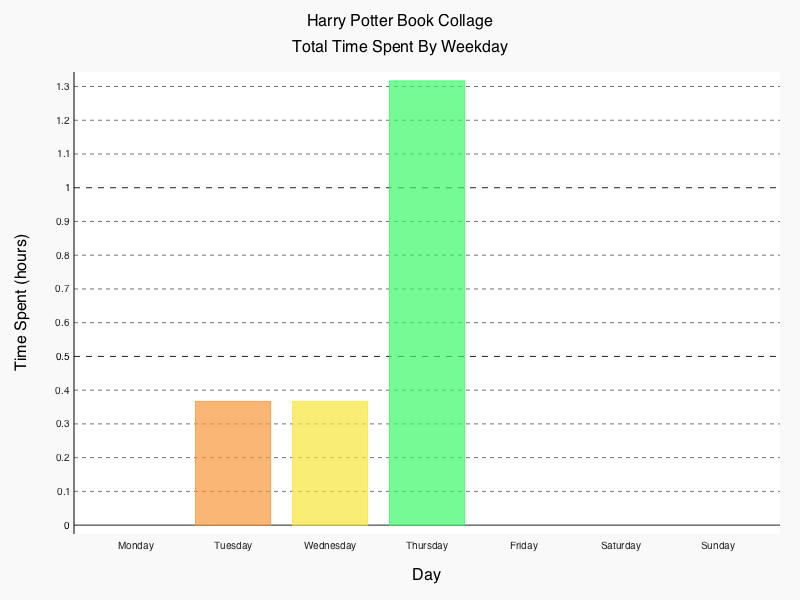 Harry Potter Book Collage
Total Time Spent By Weekday
Time Spent (hours)
1.3
1.2
1.1
1
0.9
0.8
0.7
0.6
0.5
0.4
0.3
0.2
0.1
0
Monday Tuesday Wednesday Thursday Friday Saturday Sunday
Day